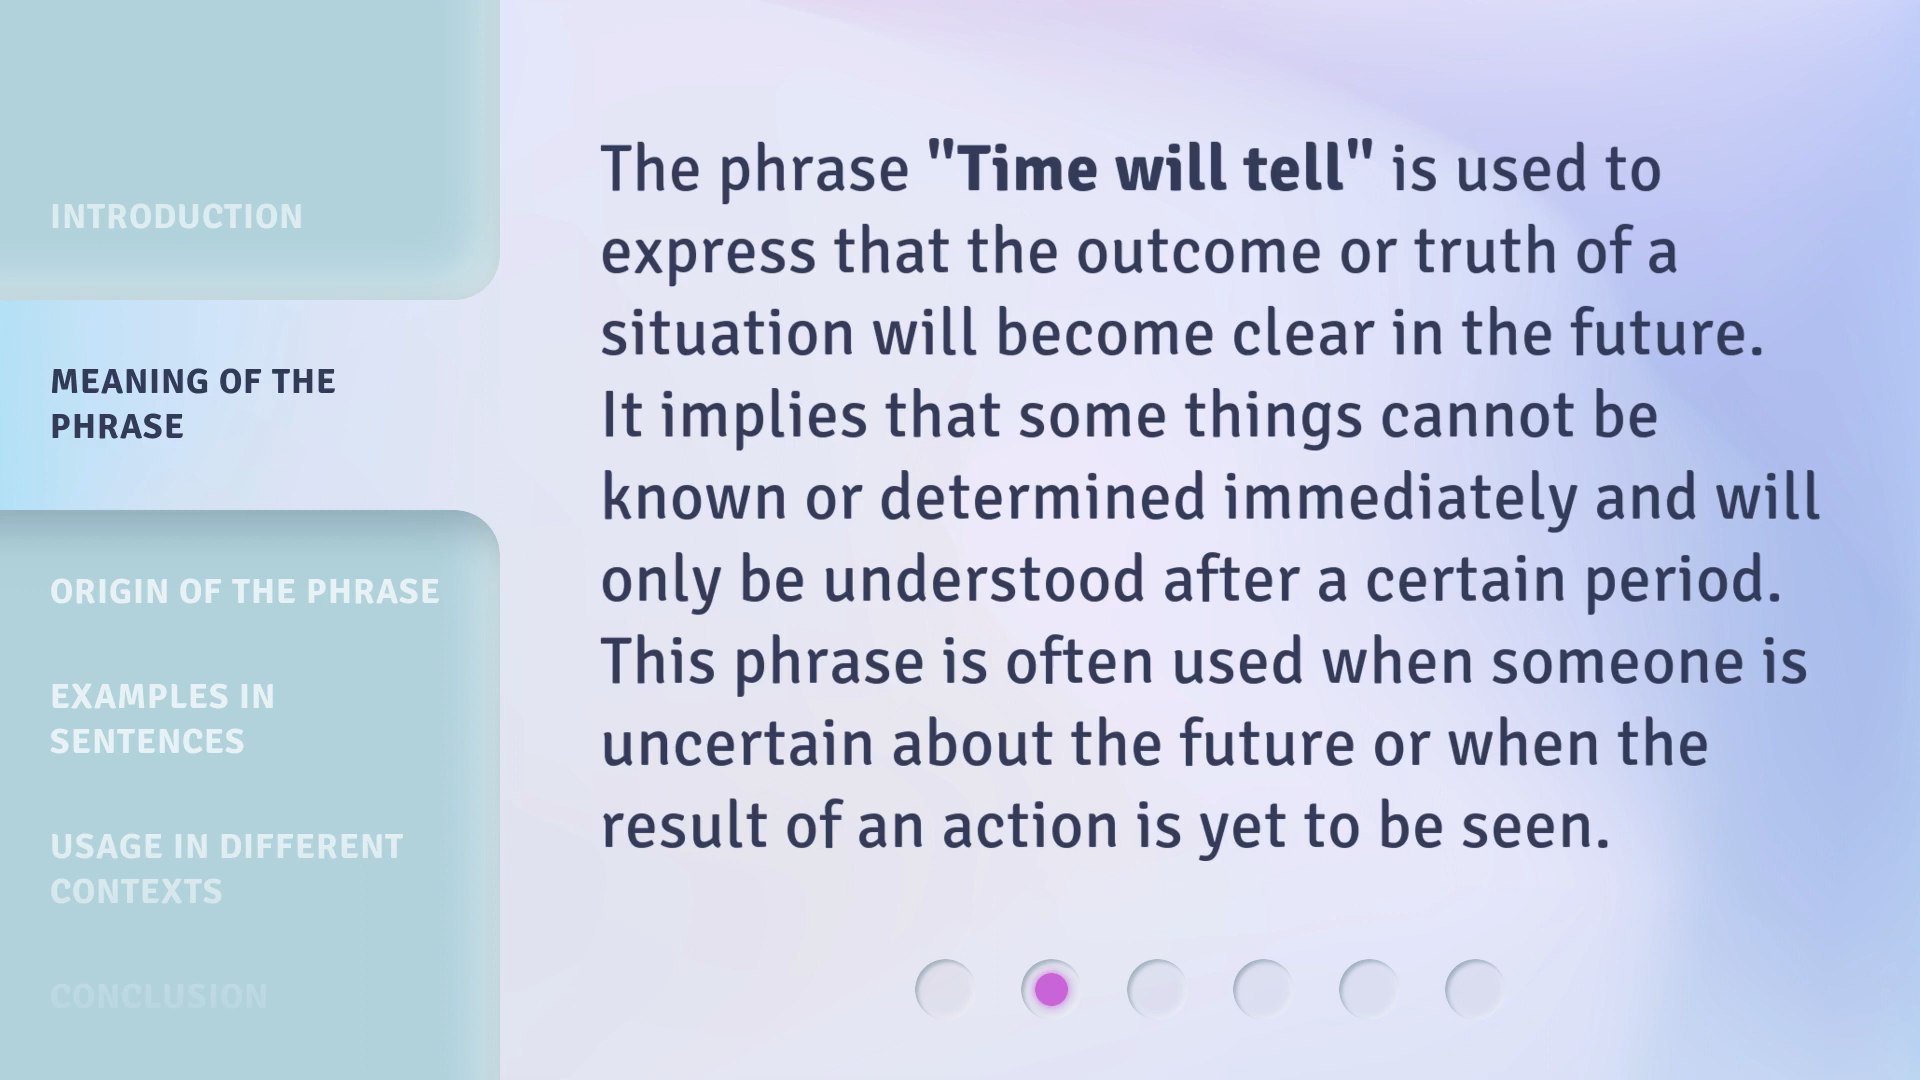 INTRODUCTION
MEANING OF THE
PHRASE
ORIGIN OF THE PHRASE
EXAMPLES IN
SENTENCES
USAGE IN DIFFERENT
CONTEXTS
CONCLUSION
The phrase "Time will tell" is used to
express that the outcome or truth of a
situation will become clear in the future.
It implies that some things cannot be
known or determined immediately and will
only be understood after a certain period.
This phrase is often used when someone is
uncertain about the future or when the
result of an action is yet to be seen.